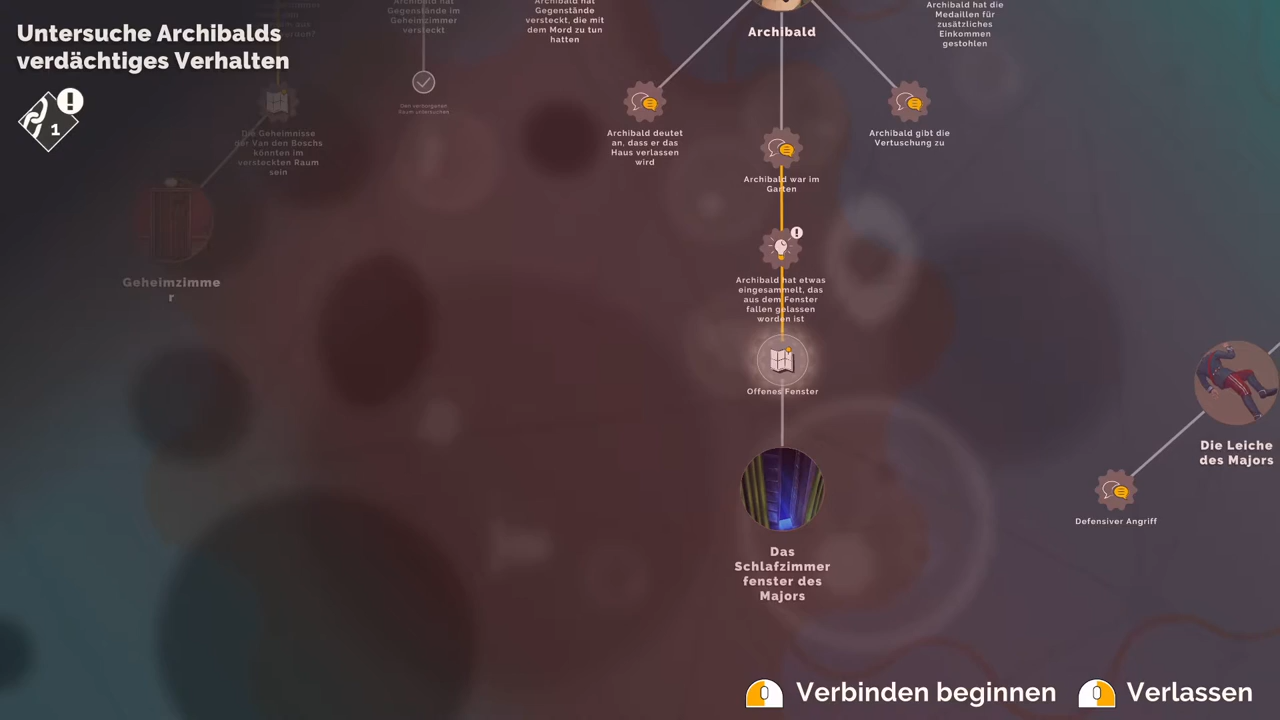 Untersuche Archibalds
verdächtiges Verhalten
1
Gegenstände im
Geheimzimmer
versteckt
Den verborgenen
Raum untersuchen
Archibald hat
Gegenstände
versteckt, die mit
dem Mord zu tun
hatten
Archibald
Archibald hat die
Medaillen für
zusätzliches
Einkommen
gestohlen
Die Geheimnisse
der Van den Boschs
könnten im
versteckten Raum
sein
Geheimzimme
r
Archibald deutet
an, dass er das
Haus verlassen
wird
Archibald war im
Garten
Archibald gibt die
Vertuschung zu
Archibald hat etwas
eingesammelt, das
aus dem Fenster
fallen gelassen
worden ist
Offenes Fenster
Das
Schlafzimmer
fenster des
Majors
Die Leiche
des Majors
Defensiver Angriff
Verbinden beginnen
Verlassen